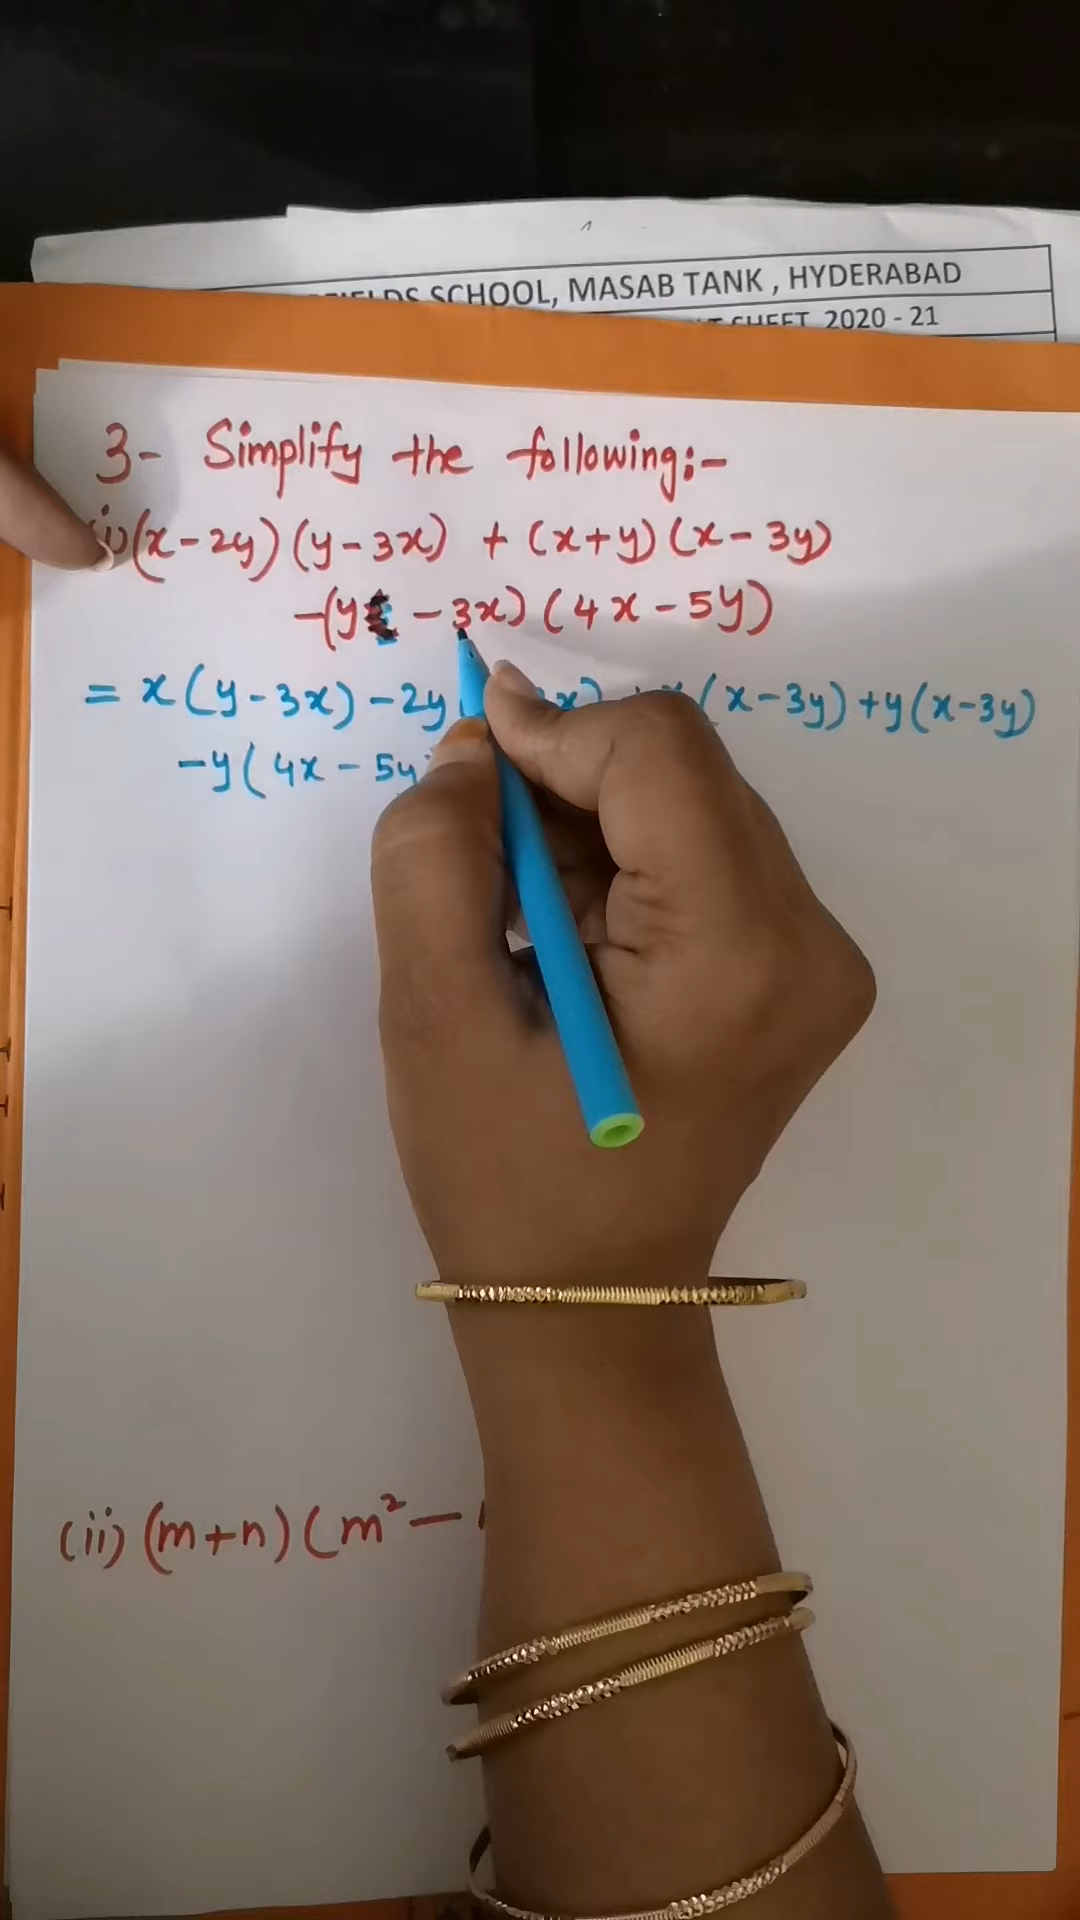 SCHOOL, MASAB TANK , HYDERABAD
SHEET 2020 - 21
3- Simplify the following:-
(i) (x-2y) (y-3x) + (x+y) (x-3y)
-(y - 3x) (4x - 5y)
= x(y-3x) -2y x) (x-3y) +y(x-3y)
-y(4x - 5y
(ii) (m+n) (m² -